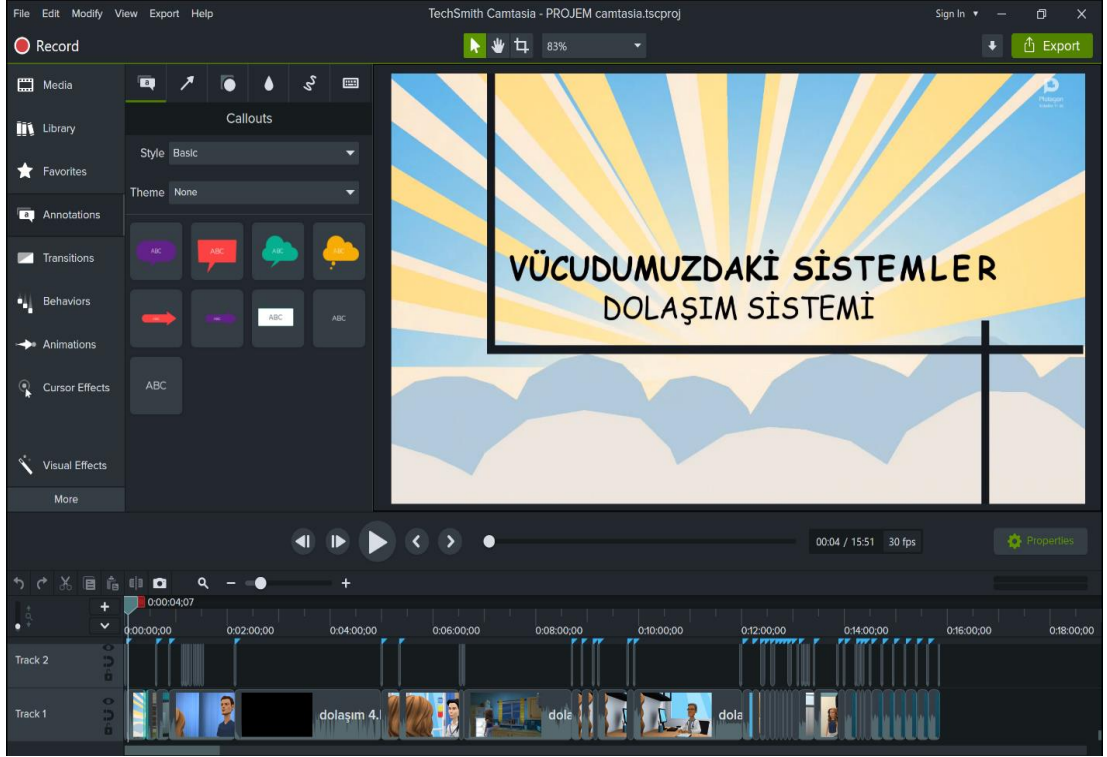 File Edit Modify View Export Help
TechSmith Camtasia - PROJEM camtasia.tscproj
Sign In
Record
83%
Export
Media
Library
Favorites
Annotations
Transitions
Behaviors
Animations
Cursor Effects
Visual Effects
More
Callouts
Style Basic
Theme None
ABC ABC ABC ABC
ABC ABC
ABC
VÜCUDUMUZDAKİ SİSTEMLER
DOLAŞIM SİSTEMİ
00:04 / 15:51 30 fps
Properties
0:00:04;07
0:00:00;00 0:02:00;00 0:04:00;00 0:06:00;00 0:08:00;00 0:10:00;00 0:12:00;00 0:14:00;00 0:16:00;00 0:18:00;00
Track 2
Track 1
dolaşım 4. dola dola